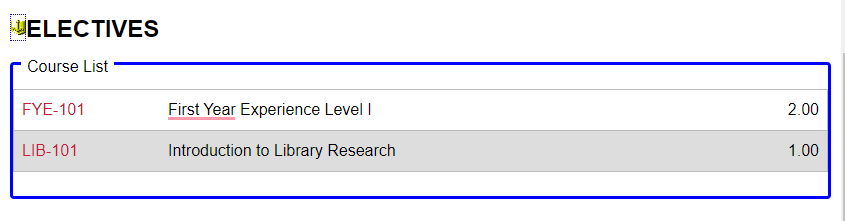 ELECTIVES
Course List
FYE-101 First Year Experience Level I 2.00
LIB-101 Introduction to Library Research 1.00